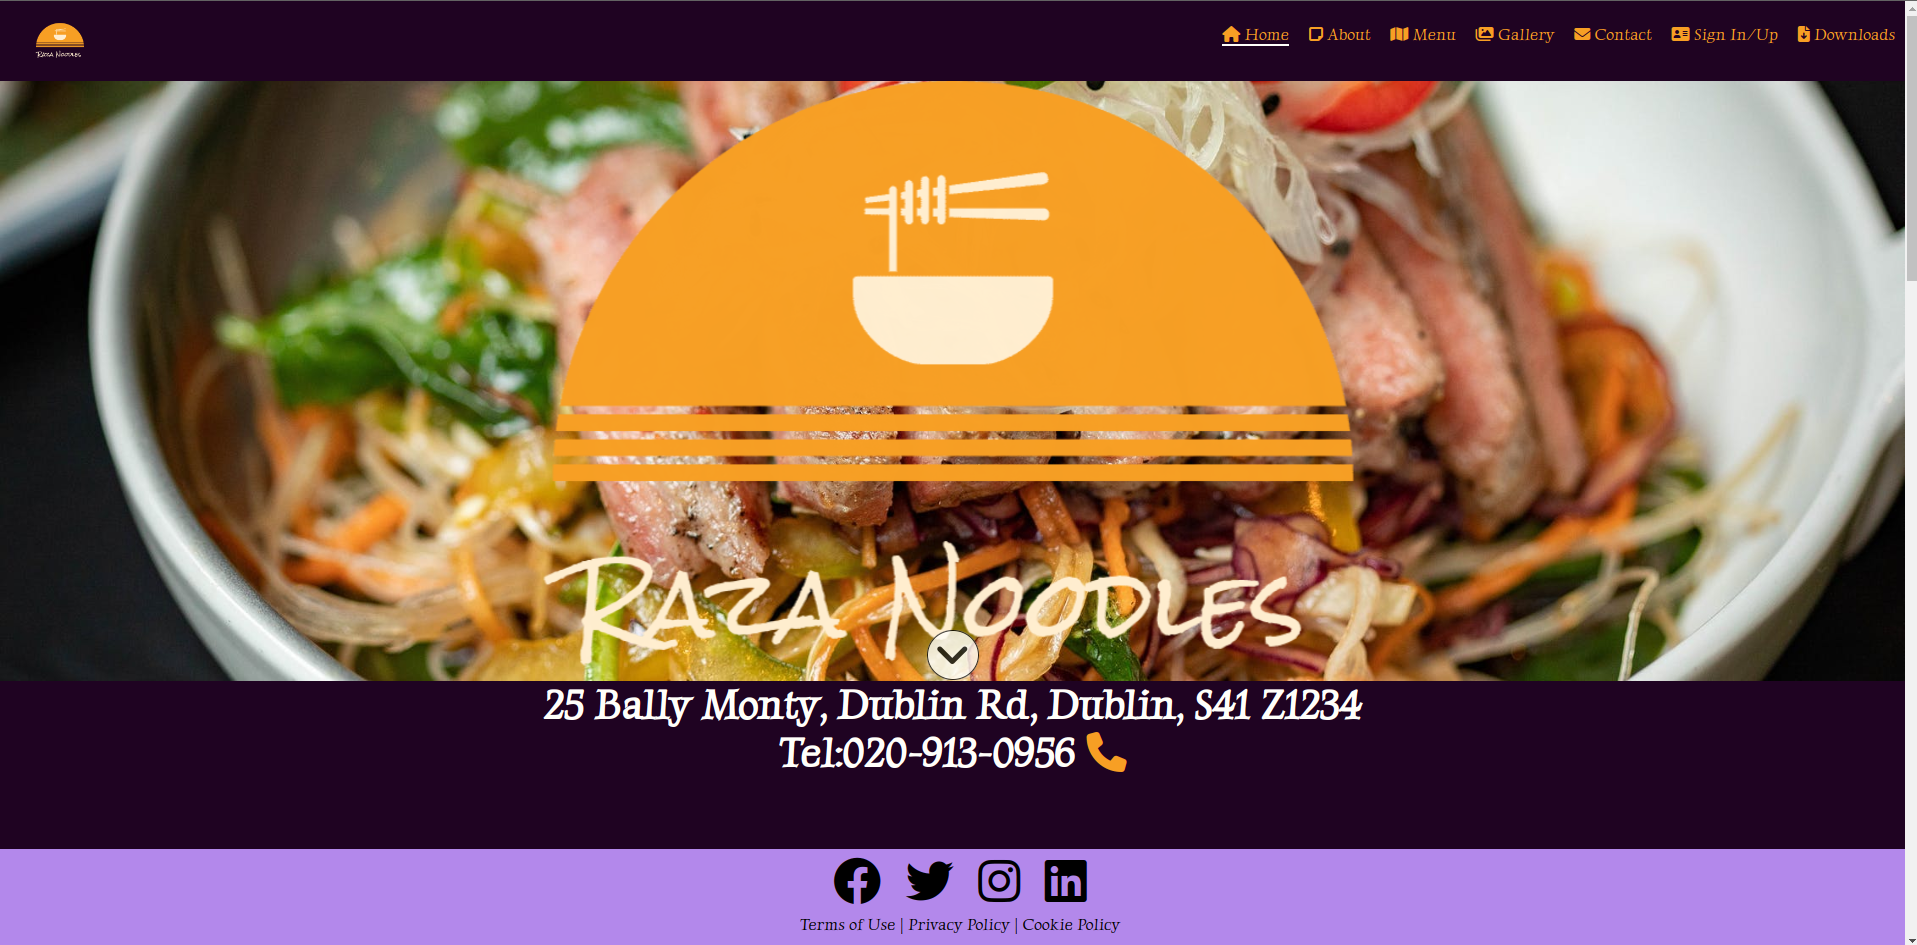 Raza Noodles
Home About Menu Gallery Contact Sign In/Up Downloads
Raza Noodles
25 Bally Monty, Dublin Rd, Dublin, S41 Z1234
Tel:020-913-0956
Terms of Use | Privacy Policy | Cookie Policy